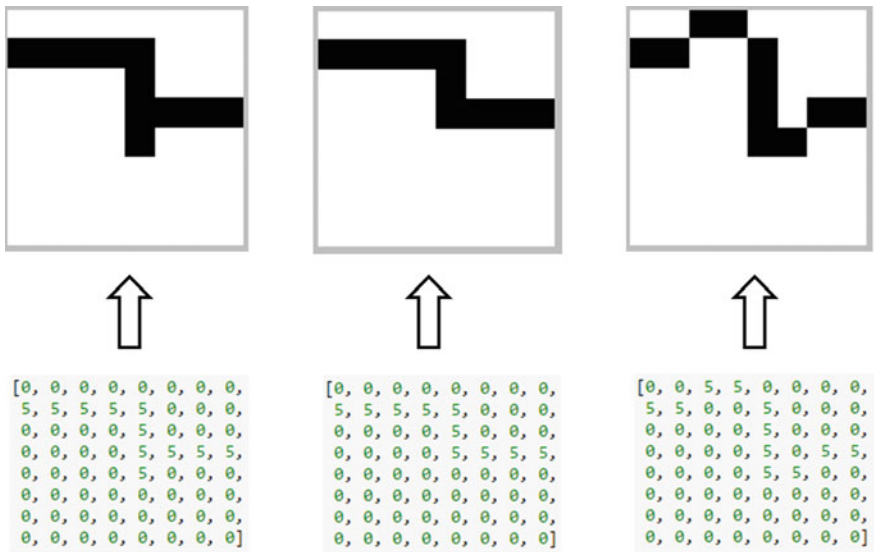 [0, 0, 0, 0, 0, 0, 0, 0,
5, 5, 5, 5, 5, 0, 0, 0,
0, 0, 0, 0, 5, 0, 0, 0,
0, 0, 0, 0, 5, 5, 5, 5,
0, 0, 0, 0, 5, 0, 0, 0,
0, 0, 0, 0, 0, 0, 0, 0,
0, 0, 0, 0, 0, 0, 0, 0,
0, 0, 0, 0, 0, 0, 0, 0]
[0, 0, 0, 0, 0, 0, 0, 0,
5, 5, 5, 5, 5, 0, 0, 0,
0, 0, 0, 0, 5, 0, 0, 0,
0, 0, 0, 0, 5, 5, 5, 5,
0, 0, 0, 0, 0, 0, 0, 0,
0, 0, 0, 0, 0, 0, 0, 0,
0, 0, 0, 0, 0, 0, 0, 0,
0, 0, 0, 0, 0, 0, 0, 0]
[0, 0, 5, 5, 0, 0, 0, 0,
5, 5, 0, 0, 5, 0, 0, 0,
0, 0, 0, 0, 5, 0, 0, 0,
0, 0, 0, 0, 5, 0, 5, 5,
0, 0, 0, 0, 5, 5, 0, 0,
0, 0, 0, 0, 0, 0, 0, 0,
0, 0, 0, 0, 0, 0, 0, 0,
0, 0, 0, 0, 0, 0, 0, 0]